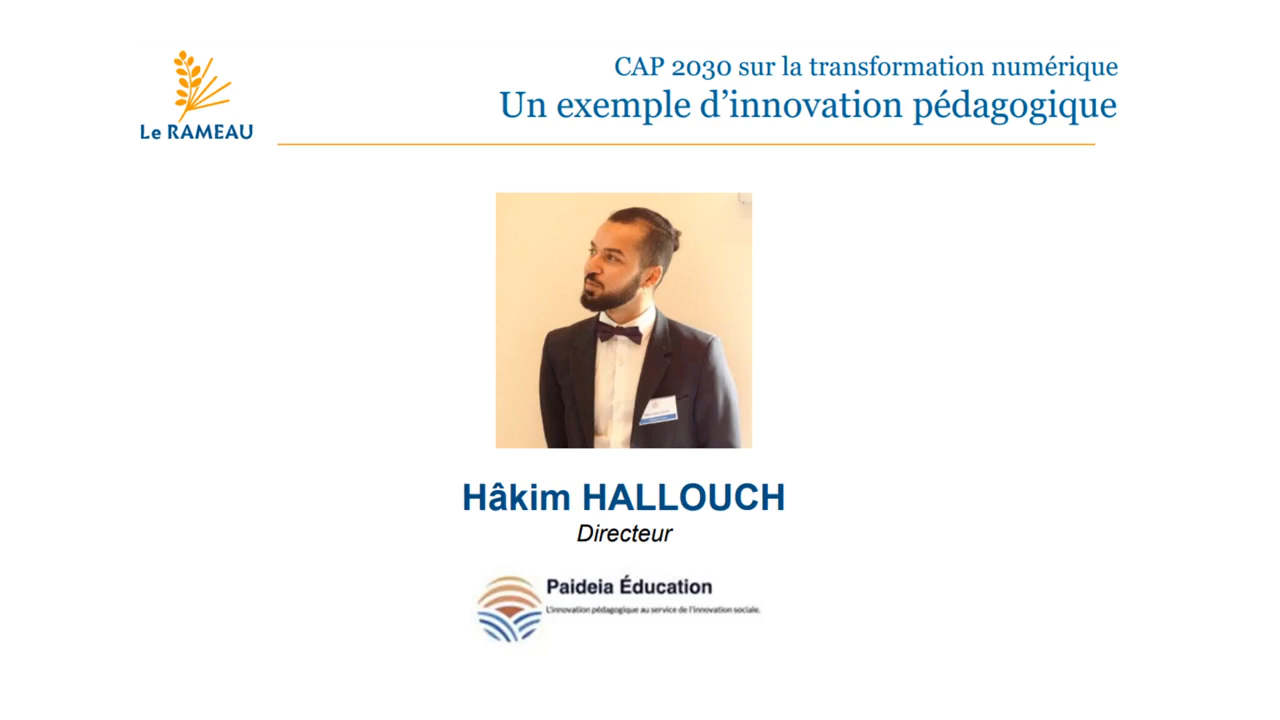 CAP 2030 sur la transformation numérique
Un exemple d’innovation pédagogique
Le RAMEAU
Hâkim HALLOUCH
Directeur
Paideia Éducation
L'innovation pédagogique au service de l'innovation sociale.